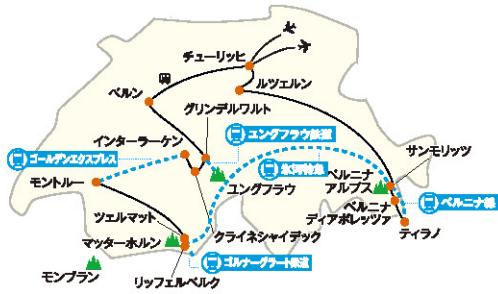 チューリッヒ
ルツェルン
ベルン
グリンデルワルト
インターラーケン
ユングフラウ鉄道
ゴールデンエクスプレス
氷河特急
サンモリッツ
ベルニナ
アルプス
モントルー
ユングフラウ
ベルニナ線
ベルニナ
ディアボレッツァ
ツェルマット
クライネシャイデック
ティラノ
マッターホルン
ゴルナーグラート鉄道
モンブラン
リッフェルベルク